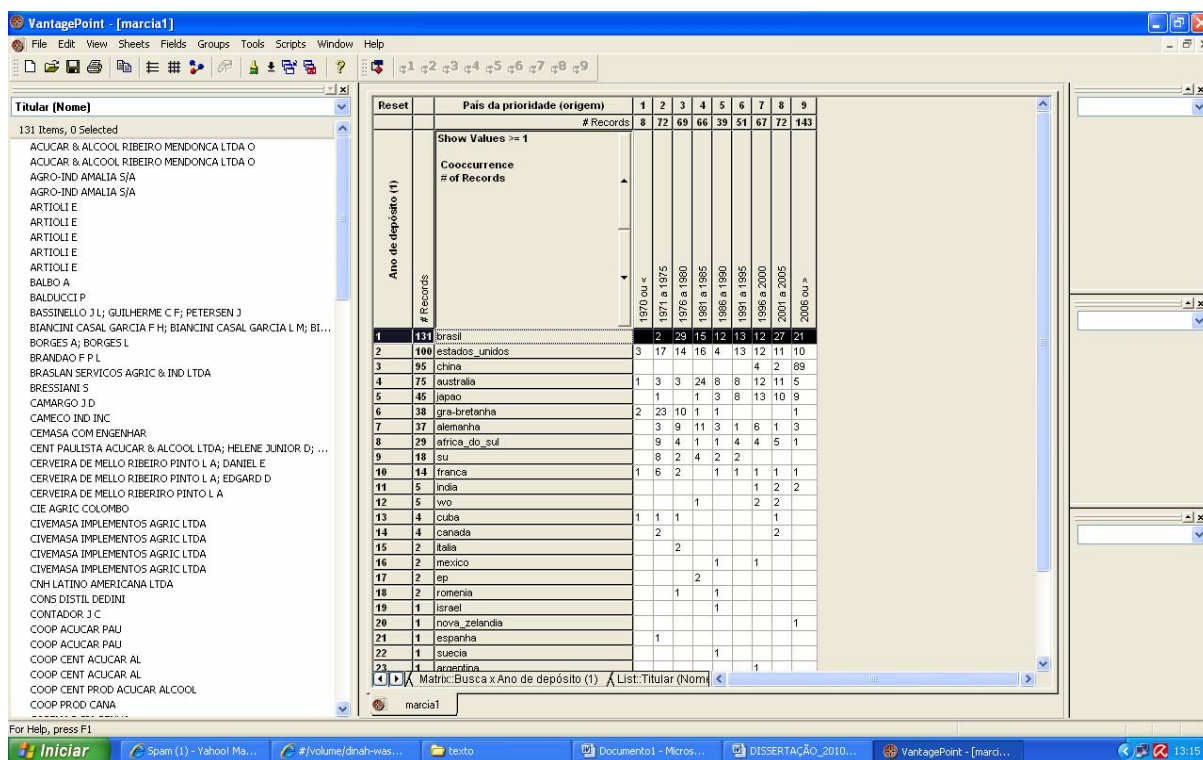 VantagePoint - [marcia1]
File Edit View Sheets Fields Groups Tools Scripts Window Help
1 2 3 4 5 6 7 8 9
Titular (Nome)
131 Items, 0 Selected
ACUCAR & ALCOOL RIBEIRO MENDONCA LTDA O
ACUCAR & ALCOOL RIBEIRO MENDONCA LTDA O
AGRO-IND AMALIA S/A
AGRO-IND AMALIA S/A
ARTIOLI E
ARTIOLI E
ARTIOLI E
ARTIOLI E
ARTIOLI E
BALBO A
BALDUCCI P
BASSINELLO J L; GUILHERME C F; PETERSEN J
BIANCINI CASAL GARCIA F H; BIANCINI CASAL GARCIA L M; BI...
BORGES A; BORGES L
BRANDAO F P L
BRASLAN SERVICOS AGRIC & IND LTDA
BRESSIANI S
CAMARGO J D
CAMECO IND INC
CEMASA COM ENGENHAR
CENT PAULISTA ACUCAR & ALCOOL LTDA; HELENE JUNIOR D; ...
CERVEIRA DE MELLO RIBEIRO PINTO L A; DANIEL E
CERVEIRA DE MELLO RIBEIRO PINTO L A; EDGARD D
CERVEIRA DE MELLO RIBERIRO PINTO L A
CIE AGRIC COLOMBO
CIVEMASA IMPLEMENTOS AGRIC LTDA
CIVEMASA IMPLEMENTOS AGRIC LTDA
CIVEMASA IMPLEMENTOS AGRIC LTDA
CIVEMASA IMPLEMENTOS AGRIC LTDA
CNH LATINO AMERICANA LTDA
CONS DISTIL DEDINI
CONTADOR J C
COOP ACUCAR PAU
COOP ACUCAR PAU
COOP CENT ACUCAR AL
COOP CENT ACUCAR AL
COOP CENT PROD ACUCAR ALCOOL
COOP PROD CANA
Reset País da prioridade (origem) 1 2 3 4 5 6 7 8 9
# Records 8 72 69 66 39 51 67 72 143
Show Values >= 1
Cooccurrence
# of Records
Ano de depósito (1)
# Records
1970 ou <
1971 a 1975
1976 a 1980
1981 a 1985
1986 a 1990
1991 a 1995
1996 a 2000
2001 a 2005
2006 ou >
1 131 brasil 2 29 15 12 13 12 27 21
2 100 estados_unidos 3 17 14 16 4 13 12 11 10
3 95 china 4 2 89
4 75 australia 1 3 3 24 8 8 12 11 5
5 45 japao 1 1 3 8 13 10 9
6 38 gra-bretanha 2 23 10 1 1 1
7 37 alemanha 3 9 11 3 1 6 1 3
8 29 africa_do_sul 9 4 1 1 4 4 5 1
9 18 su 8 2 4 2 2
10 14 franca 1 6 2 1 1 1 1 1
11 5 india 1 2 2
12 5 wo 1 2 2
13 4 cuba 1 1 1 1
14 4 canada 2 2
15 2 italia 2
16 2 mexico 1 1
17 2 ep 2
18 2 romenia 1 1
19 1 israel 1
20 1 nova_zelandia 1
21 1 espanha 1
22 1 suecia 1
23 1 argentina 1
Matrix::Busca x Ano de depósito (1) List::Titular (Nom
marcia1
For Help, press F1
Iniciar Spam (1) - Yahoo! Ma... #/volume/dinah-was... texto Documento1 - Micros... DISSERTAÇÃO_2010... VantagePoint - [marci... 13:15